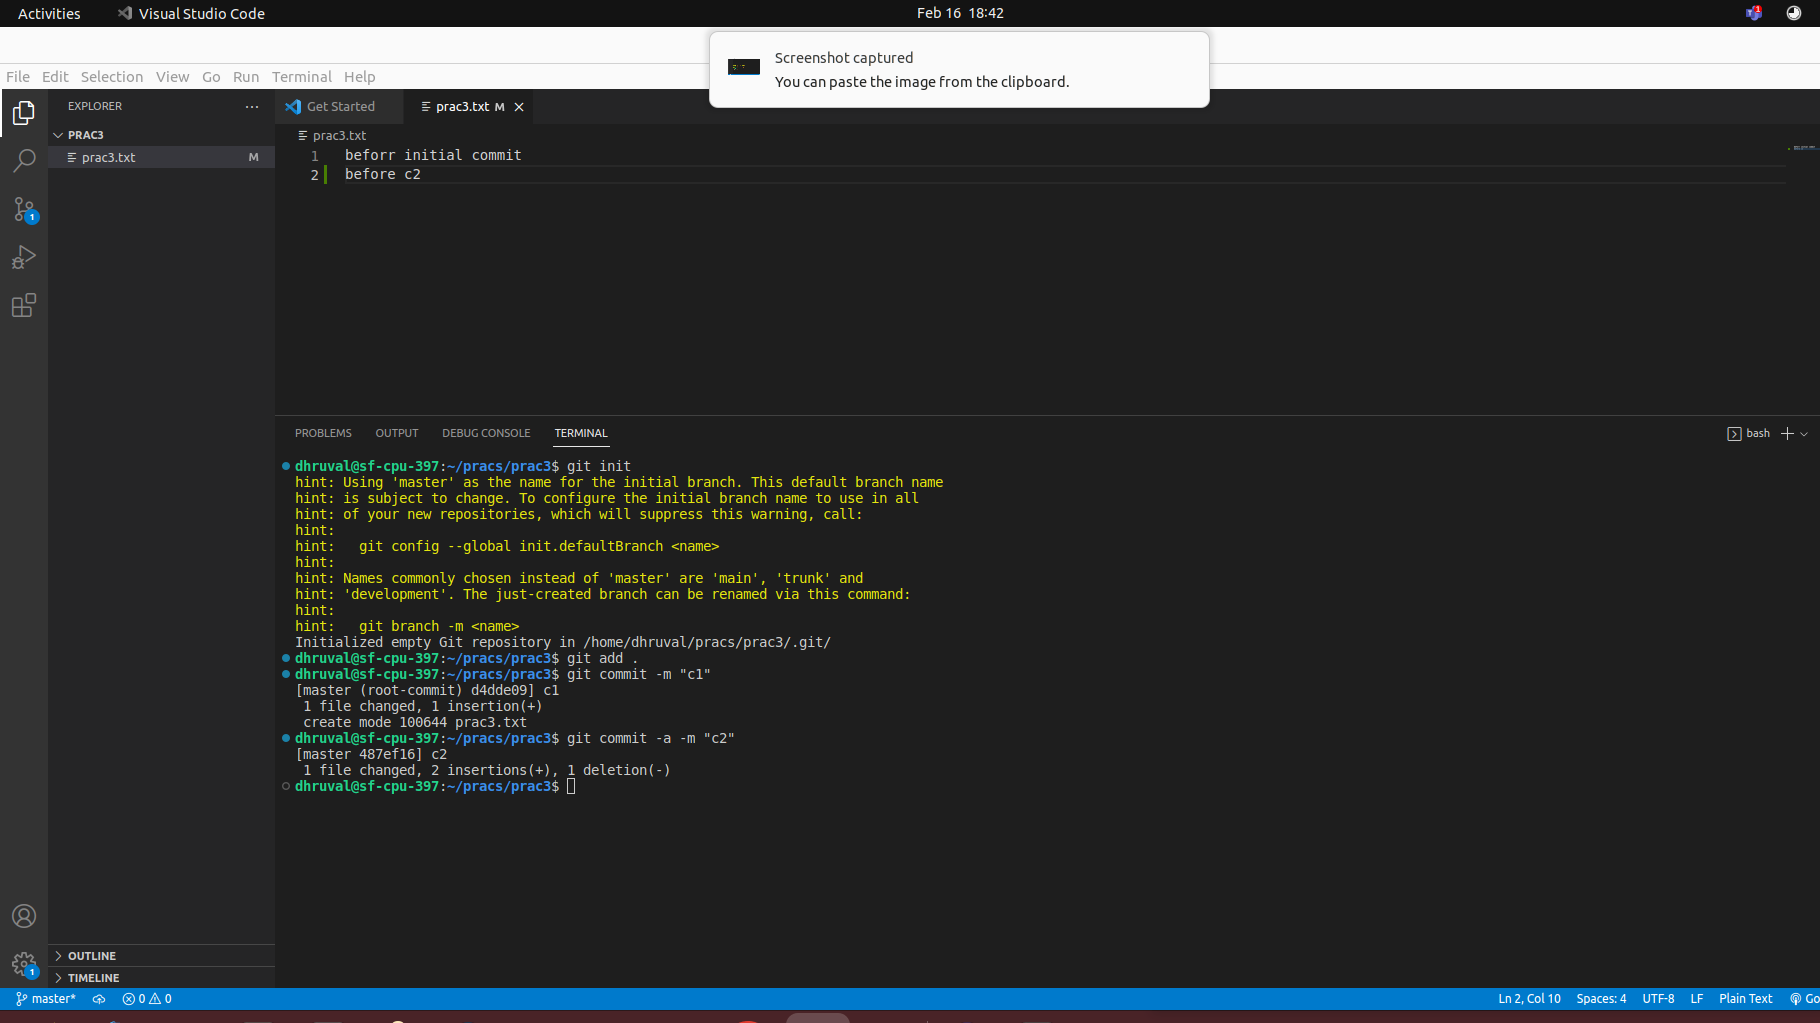 Activities Visual Studio Code Feb 16 18:42 1
Screenshot captured
You can paste the image from the clipboard.
File Edit Selection View Go Run Terminal Help
EXPLORER ... Get Started prac3.txt M
PRAC3 prac3.txt
prac3.txt M
1 beforr initial commit
2 before c2
1
PROBLEMS OUTPUT DEBUG CONSOLE TERMINAL bash
dhruval@sf-cpu-397:~/pracs/prac3$ git init
hint: Using 'master' as the name for the initial branch. This default branch name
hint: is subject to change. To configure the initial branch name to use in all
hint: of your new repositories, which will suppress this warning, call:
hint:
hint:   git config --global init.defaultBranch <name>
hint:
hint: Names commonly chosen instead of 'master' are 'main', 'trunk' and
hint: 'development'. The just-created branch can be renamed via this command:
hint:
hint:   git branch -m <name>
Initialized empty Git repository in /home/dhruval/pracs/prac3/.git/
dhruval@sf-cpu-397:~/pracs/prac3$ git add .
dhruval@sf-cpu-397:~/pracs/prac3$ git commit -m "c1"
[master (root-commit) d4dde09] c1
 1 file changed, 1 insertion(+)
 create mode 100644 prac3.txt
dhruval@sf-cpu-397:~/pracs/prac3$ git commit -a -m "c2"
[master 487ef16] c2
 1 file changed, 2 insertions(+), 1 deletion(-)
dhruval@sf-cpu-397:~/pracs/prac3$
OUTLINE
1
TIMELINE
master* 0 0 Ln 2, Col 10 Spaces: 4 UTF-8 LF Plain Text Go